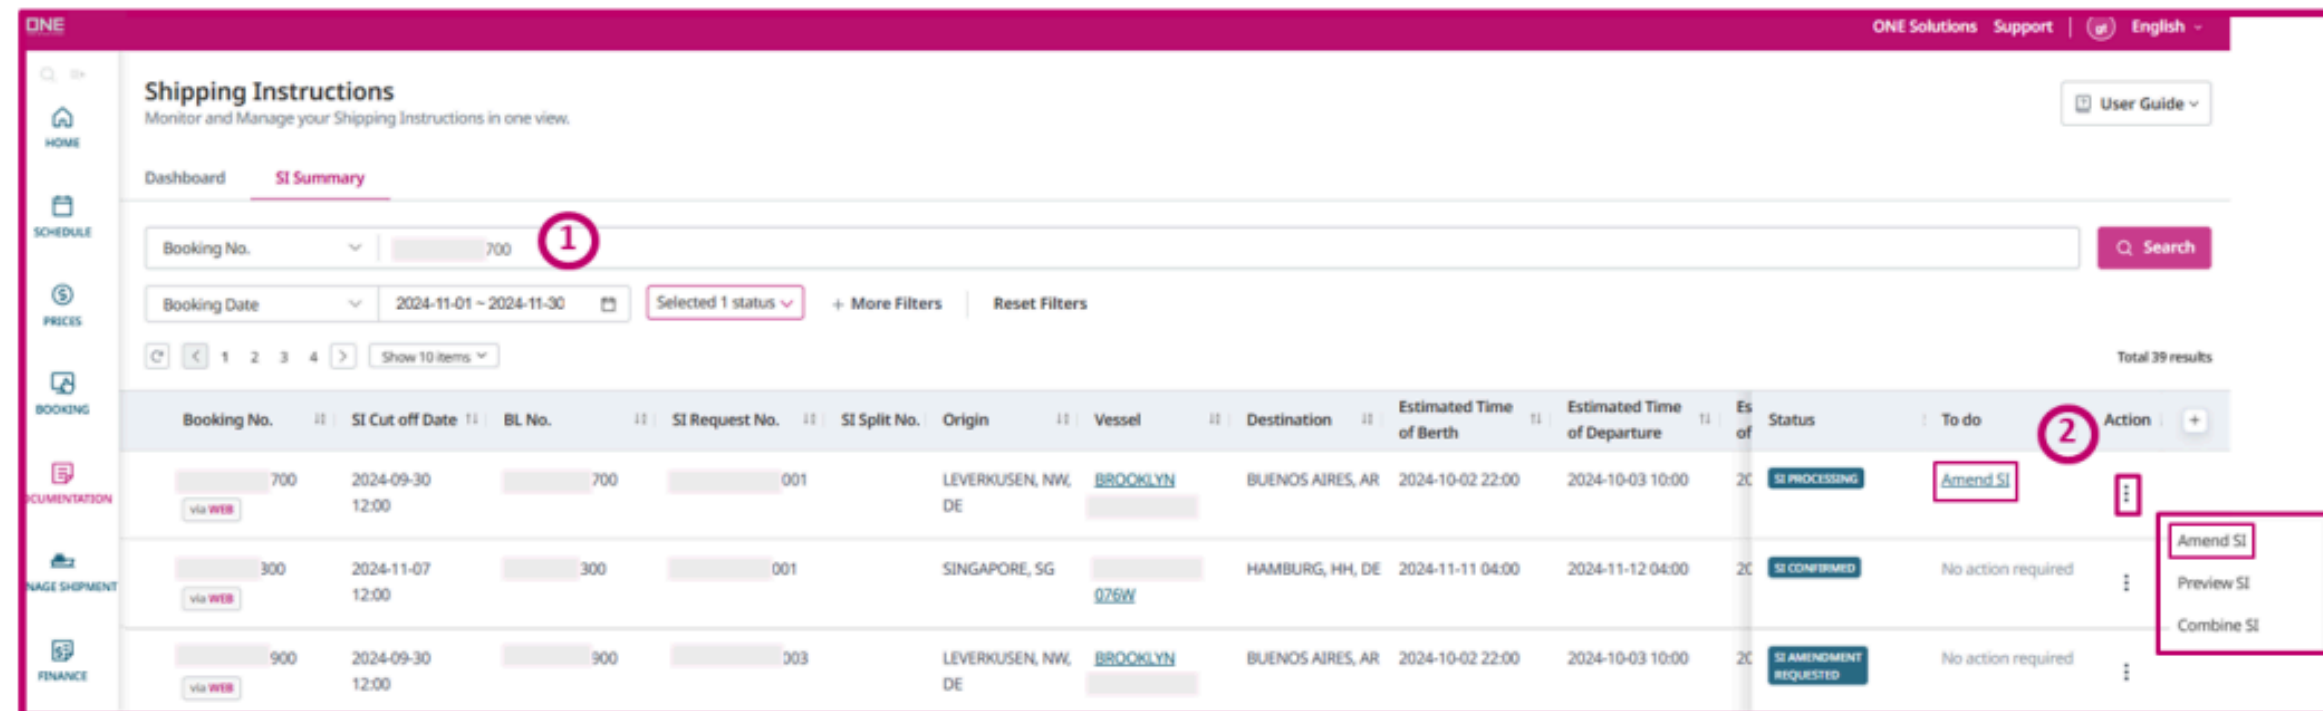 ONE
ONE Solutions Support English
Shipping Instructions
Monitor and Manage your Shipping Instructions in one view.
User Guide
HOME
Dashboard SI Summary
SCHEDULE
Booking No. 700 1 Search
Booking Date 2024-11-01 ~ 2024-11-30 Selected 1 status + More Filters Reset Filters
PRICES
1 2 3 4 Show 10 items Total 39 results
BOOKING
Booking No. SI Cut off Date BL No. SI Request No. SI Split No. Origin Vessel Destination Estimated Time of Berth Estimated Time of Departure Es of Status To do 2 Action +
700 2024-09-30 700 001 LEVERKUSEN, NW, BROOKLYN BUENOS AIRES, AR 2024-10-02 22:00 2024-10-03 10:00 20 SI PROCESSING Amend SI
CUMENTATION
via WEB 12:00 DE
Amend SI
300 2024-11-07 300 001 SINGAPORE, SG HAMBURG, HH, DE 2024-11-11 04:00 2024-11-12 04:00 20 SI CONFIRMED No action required
Preview SI
NAGE SHIPMENT
via WEB 12:00 076W
Combine SI
900 2024-09-30 900 003 LEVERKUSEN, NW, BROOKLYN BUENOS AIRES, AR 2024-10-02 22:00 2024-10-03 10:00 20 SI AMENDMENT REQUESTED No action required
FINANCE
via WEB 12:00 DE